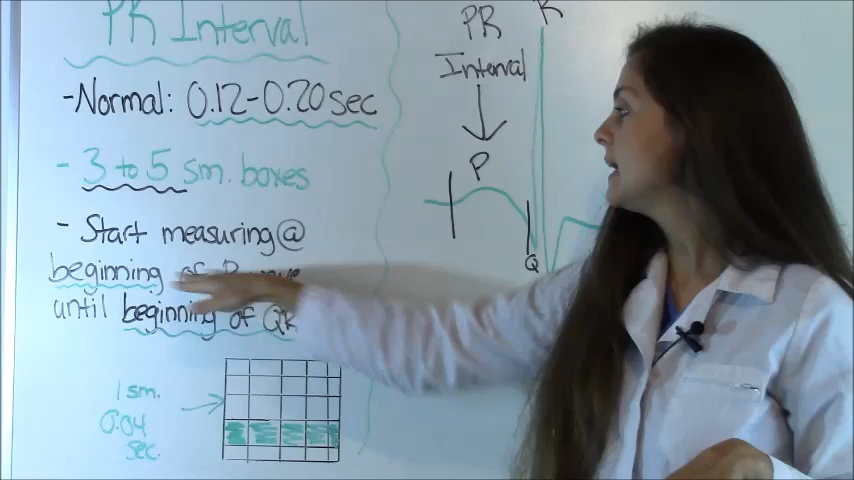 PR Interval
-Normal: 0.12-0.20 sec
- 3 to 5 sm. boxes
- Start measuring@
beginning of P wave
until beginning of QR
1 sm.
0.04
sec.
PR
Interval
R
P
Q